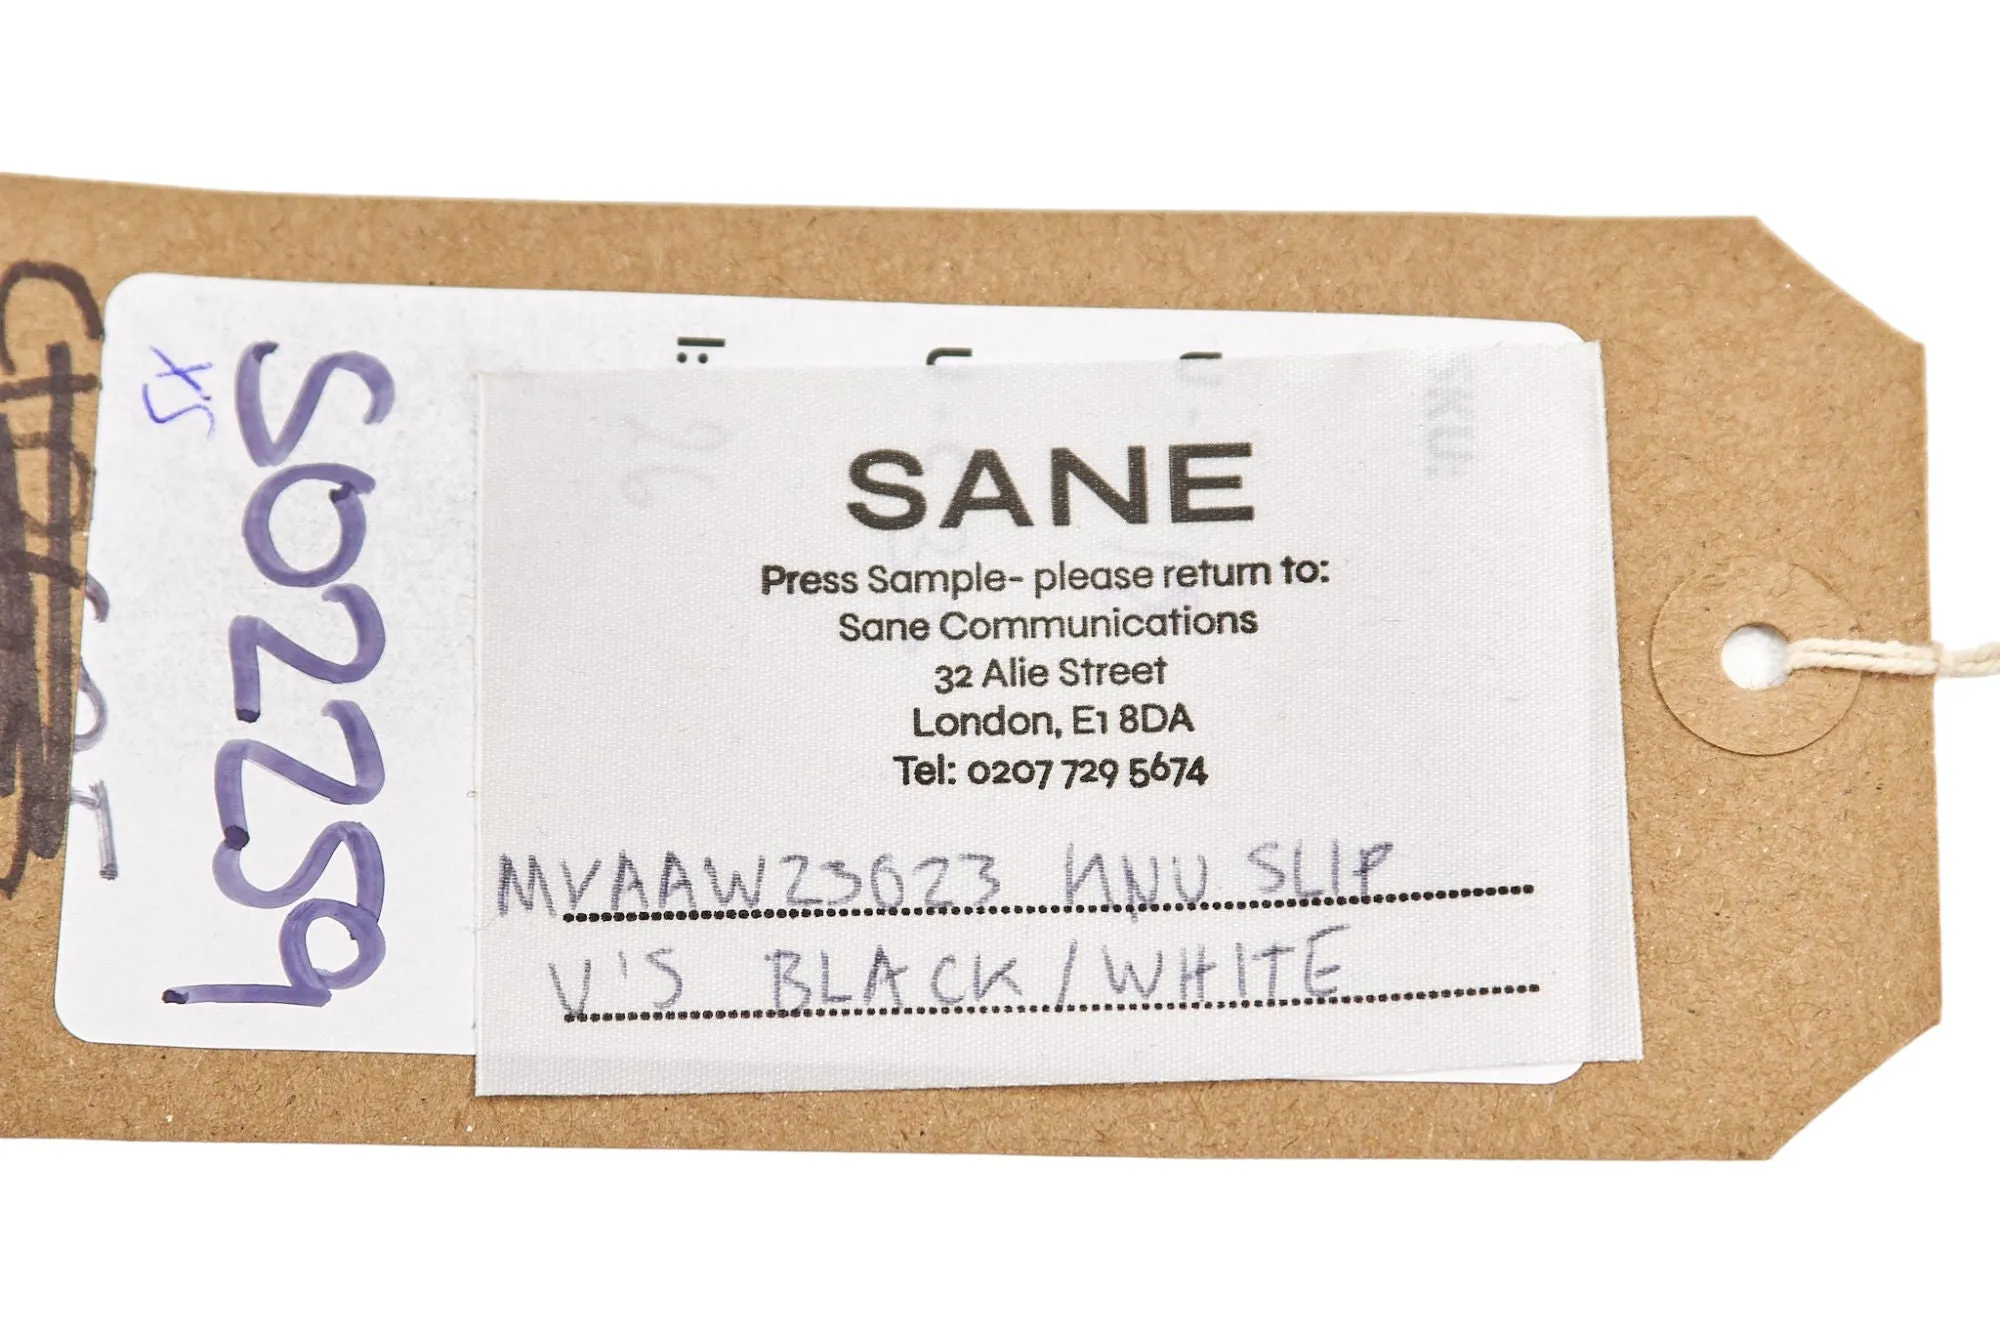 SANE
Press Sample- please return to:
Sane Communications
32 Alie Street
London, E1 8DA
Tel: 0207 729 5674
MVAAW23023 KNU SLIP
V'S BLACK/WHITE
S02259